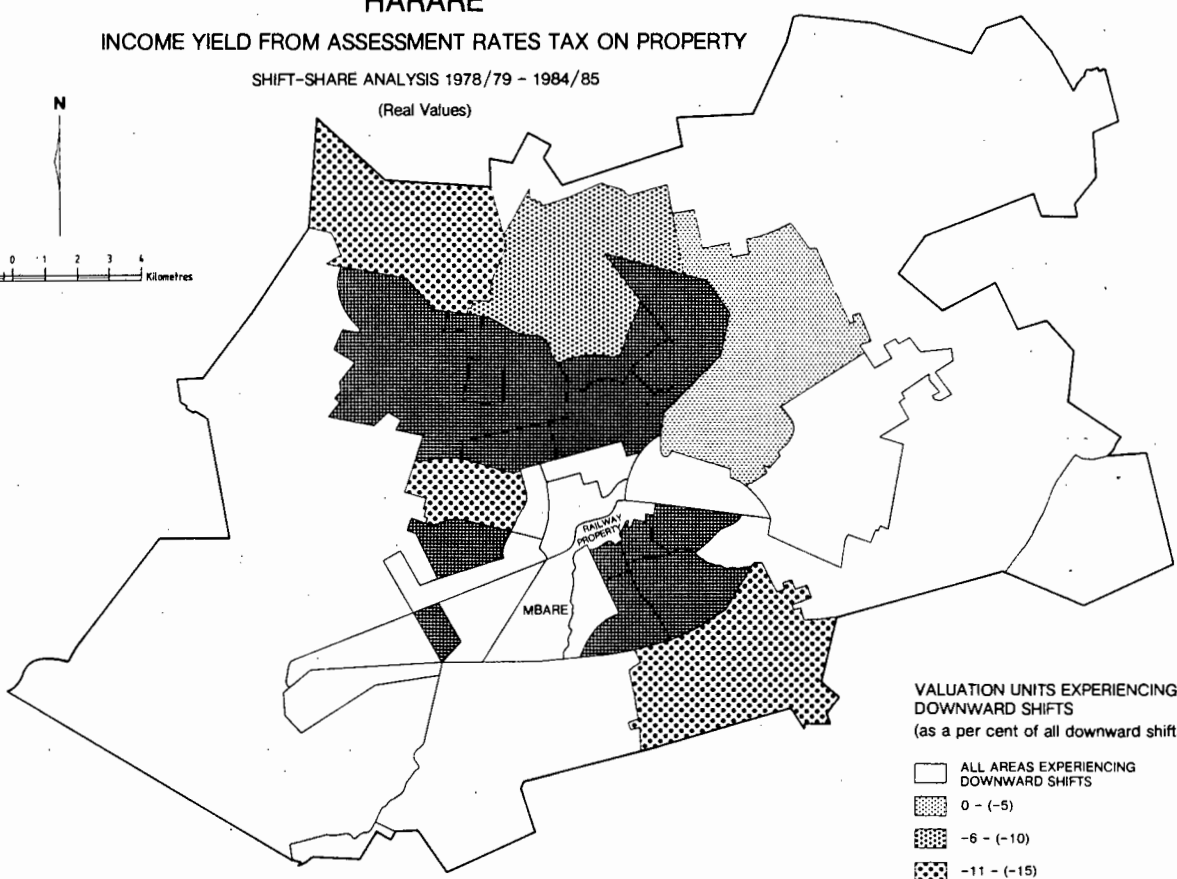 HARARE
INCOME YIELD FROM ASSESSMENT RATES TAX ON PROPERTY
SHIFT-SHARE ANALYSIS 1978/79 - 1984/85
(Real Values)
N
0 1 2 3 4
Kilometres
RAILWAY
PROPERTY
MBARE
VALUATION UNITS EXPERIENCING
DOWNWARD SHIFTS
(as a per cent of all downward shift
ALL AREAS EXPERIENCING
DOWNWARD SHIFTS
0 - (-5)
-6 - (-10)
-11 - (-15)